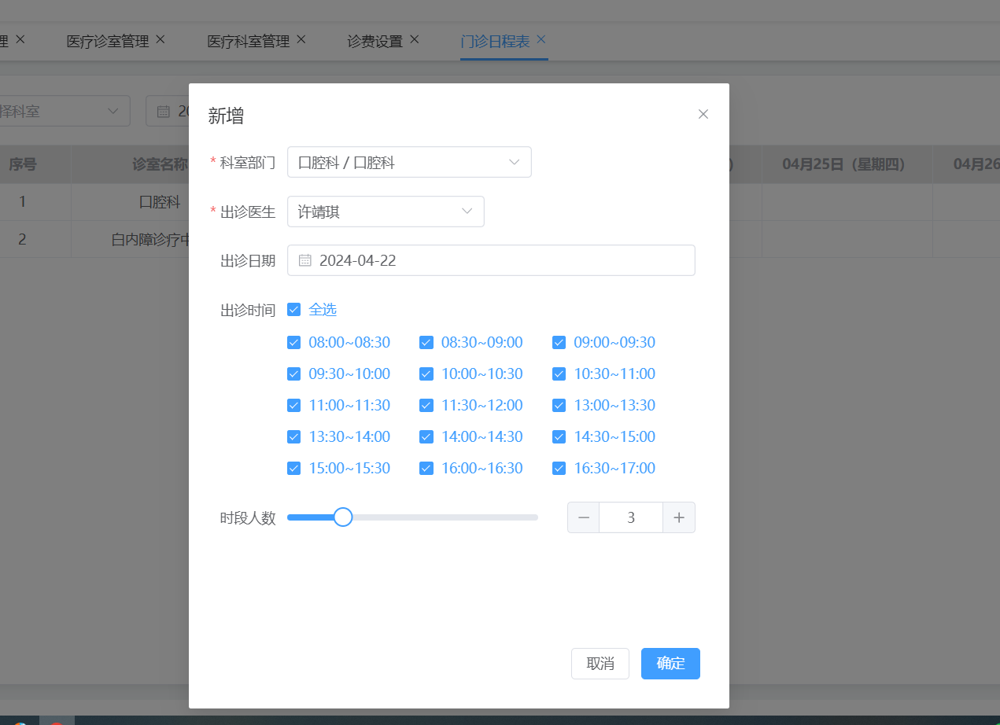 理 医疗诊室管理 医疗科室管理 诊费设置 门诊日程表
择科室 20
新增
序号 诊室名称 ) 04月25日（星期四） 04月26
* 科室部门 口腔科 / 口腔科
1 口腔科
* 出诊医生 许靖琪
2 白内障诊疗中
出诊日期 2024-04-22
出诊时间 全选
08:00~08:30 08:30~09:00 09:00~09:30
09:30~10:00 10:00~10:30 10:30~11:00
11:00~11:30 11:30~12:00 13:00~13:30
13:30~14:00 14:00~14:30 14:30~15:00
15:00~15:30 16:00~16:30 16:30~17:00
时段人数 3
取消 确定